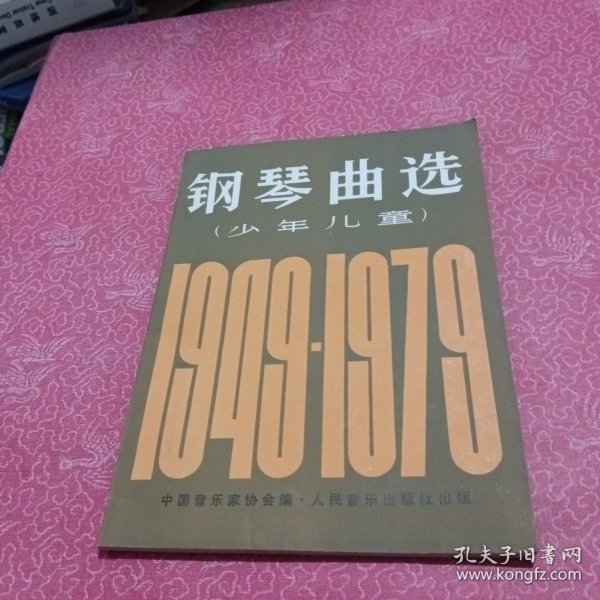 钢琴曲选
(少年儿童)
1949-1979
中国音乐家协会编·人民音乐出版社出版
孔夫子旧书网
www.kongfz.com